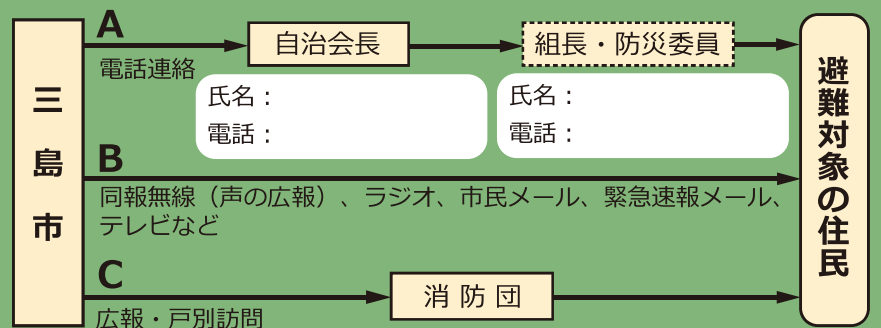 三島市
A
電話連絡
自治会長
組長・防災委員
氏名：
電話：
氏名：
電話：
B
同報無線（声の広報）、ラジオ、市民メール、緊急速報メール、
テレビなど
C
広報・戸別訪問
消防団
避難対象の住民